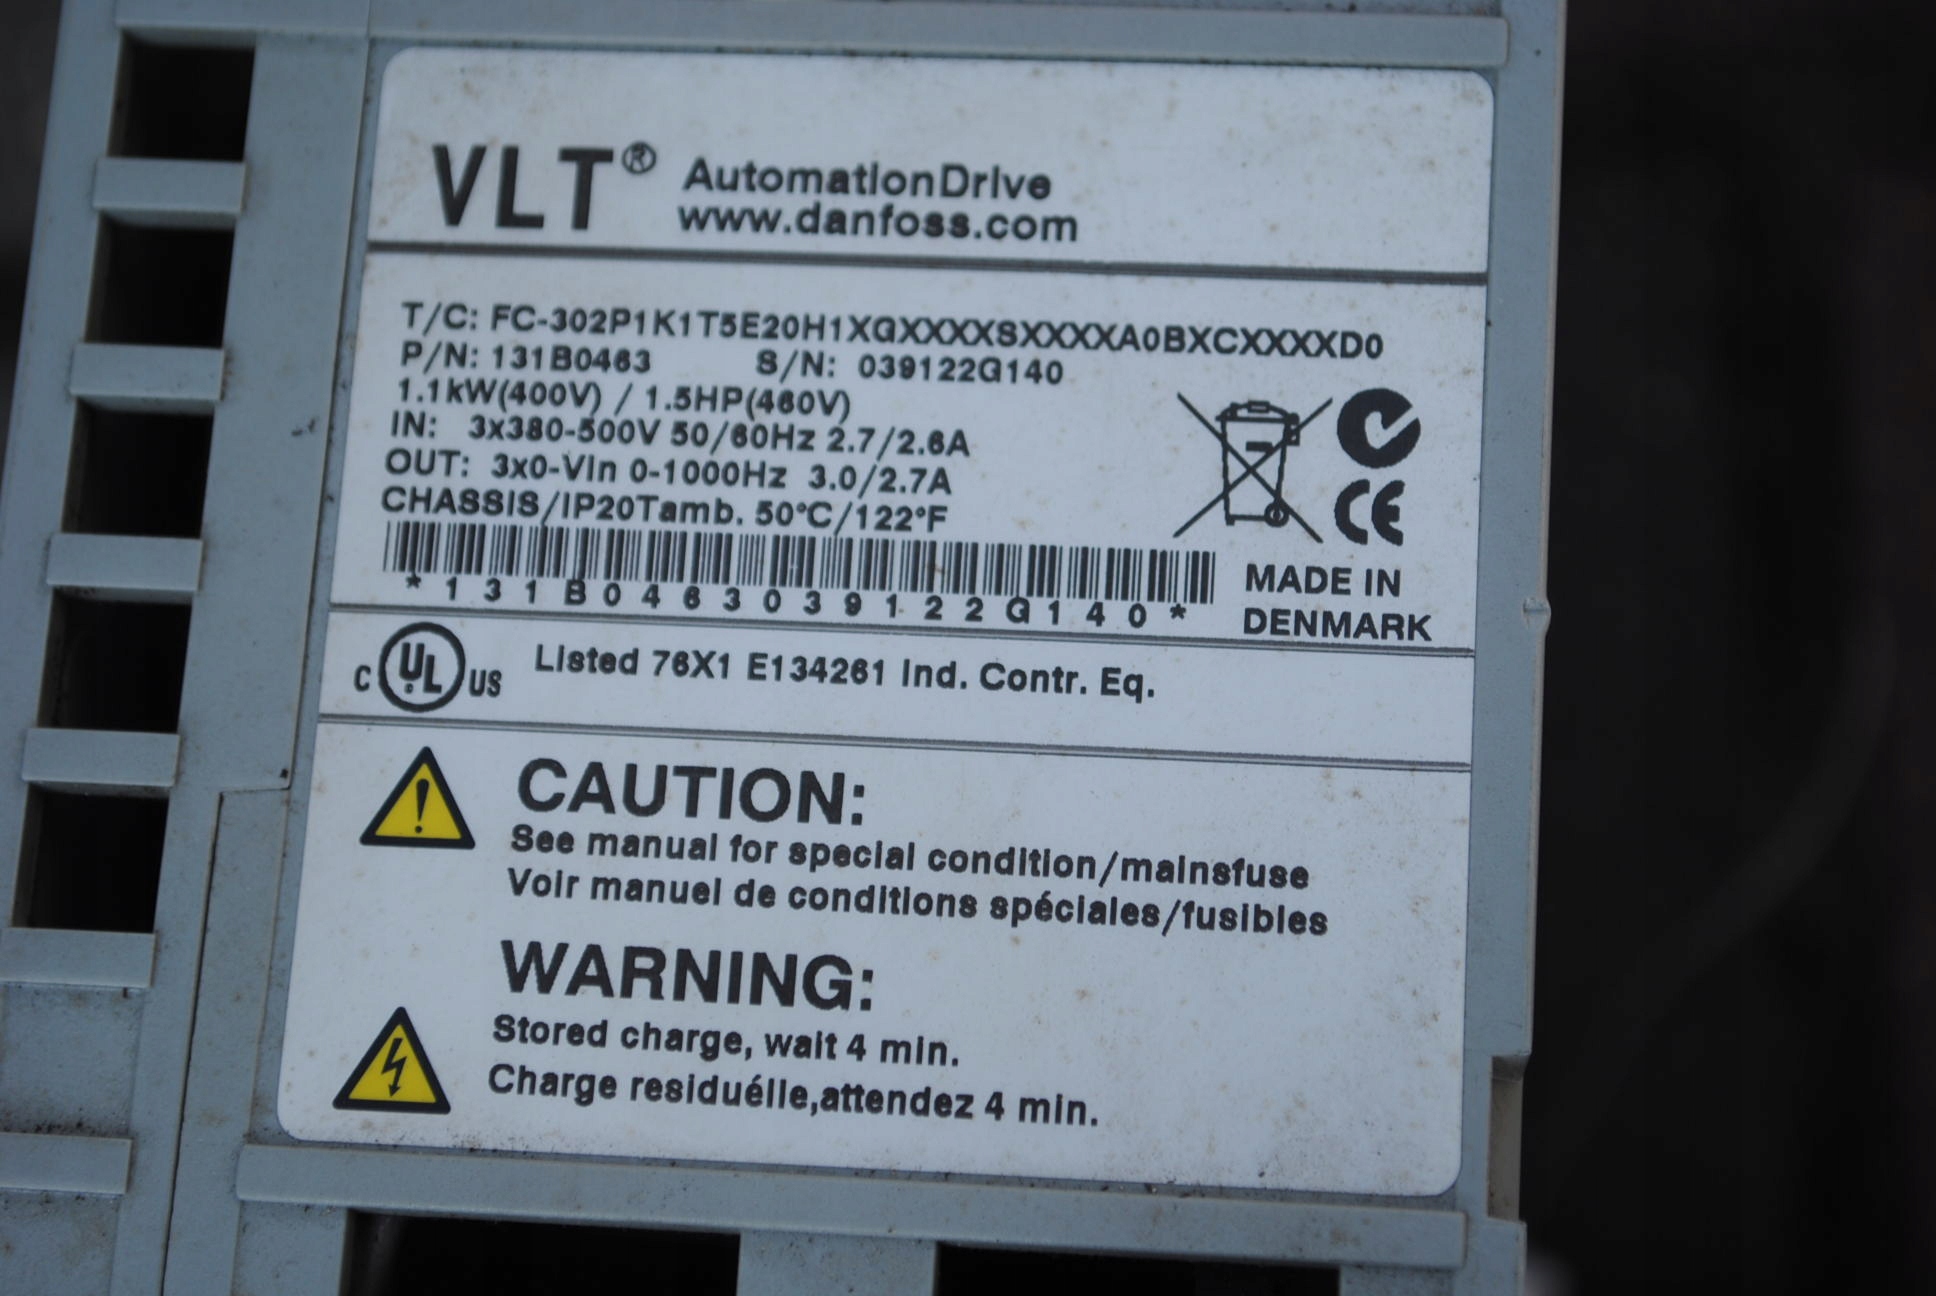 VLT® AutomationDrive
www.danfoss.com
T/C: FC-302P1K1T5E20H1XGXXXXSXXXXA0BXCXXXXD0
P/N: 131B0463 S/N: 039122G140
1.1kW(400V) / 1.5HP(460V)
IN: 3x380-500V 50/60Hz 2.7/2.6A
OUT: 3x0-Vin 0-1000Hz 3.0/2.7A
CHASSIS/IP20Tamb. 50°C/122°F
*131B0463039122G140*
CE
MADE IN
DENMARK
C UL US Listed 76X1 E134261 Ind. Contr. Eq.
CAUTION:
See manual for special condition/mainsfuse
Voir manuel de conditions spéciales/fusibles
WARNING:
Stored charge, wait 4 min.
Charge residuélle,attendez 4 min.